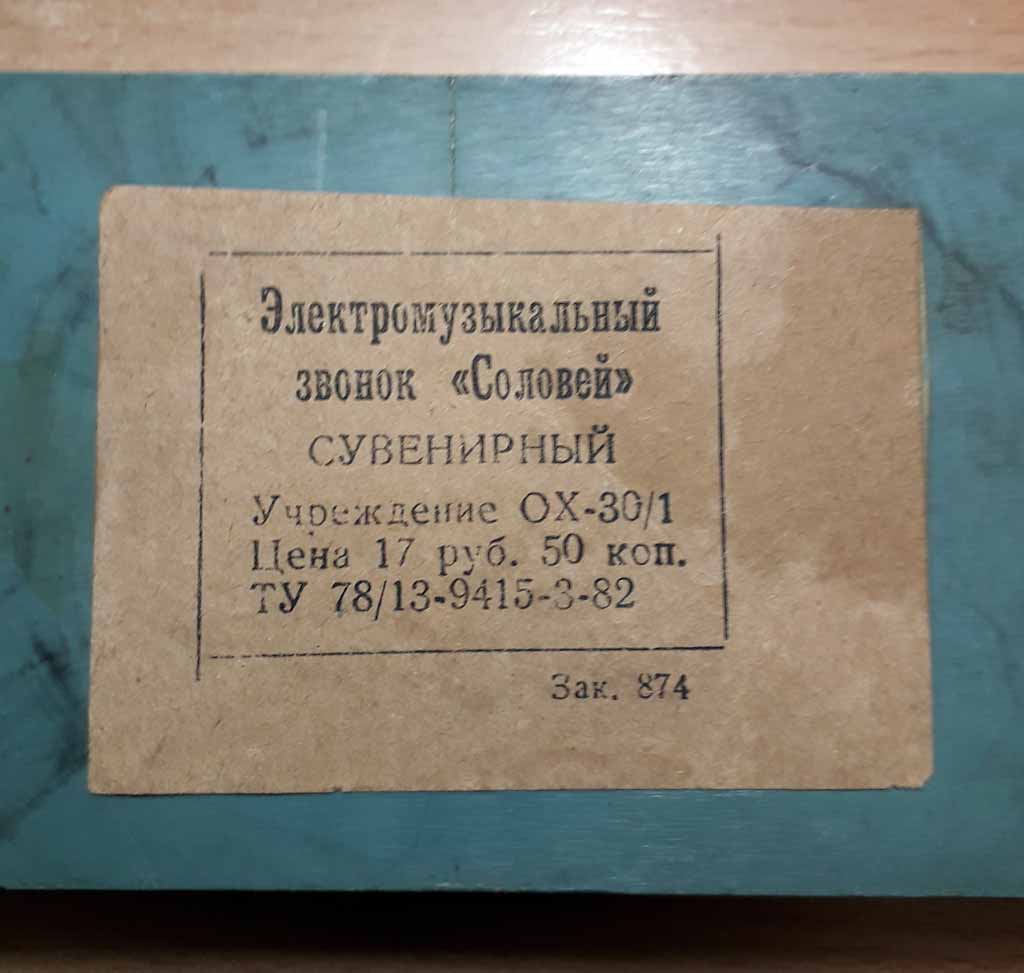 Электромузыкальный
звонок «Соловей»
СУВЕНИРНЫЙ
Учреждение ОХ-30/1
Цена 17 руб. 50 коп.
ТУ 78/13-9415-3-82
Зак. 874